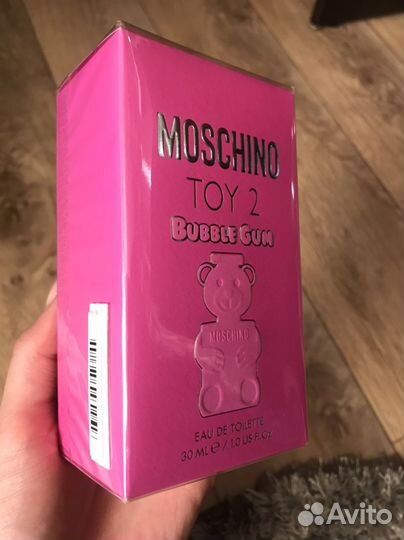 MOSCHINO
TOY 2
BUBBLE GUM
MOSCHINO
EAU DE TOILETTE
30 ML ℮ / 1.0 US FL.Oz.
Avito